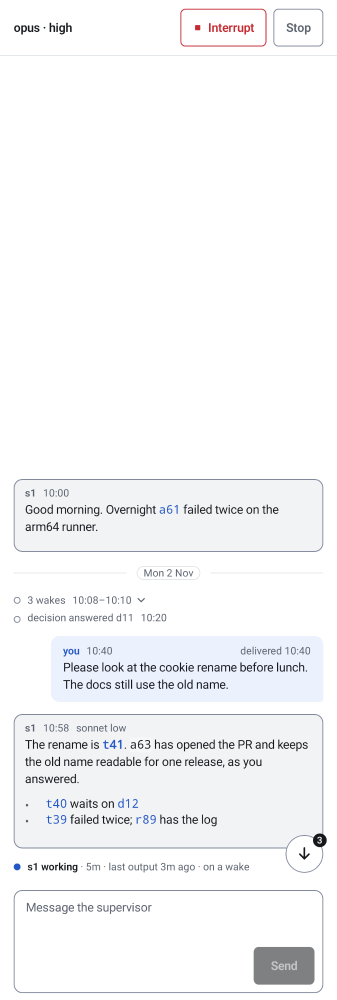 opus · high
Interrupt
Stop
s1 10:00
Good morning. Overnight a61 failed twice on the
arm64 runner.
Mon 2 Nov
3 wakes 10:08–10:10
decision answered d11 10:20
you 10:40 delivered 10:40
Please look at the cookie rename before lunch.
The docs still use the old name.
s1 10:58 sonnet low
The rename is t41. a63 has opened the PR and keeps
the old name readable for one release, as you
answered.
• t40 waits on d12
• t39 failed twice; r89 has the log
3
s1 working · 5m · last output 3m ago · on a wake
Message the supervisor
Send